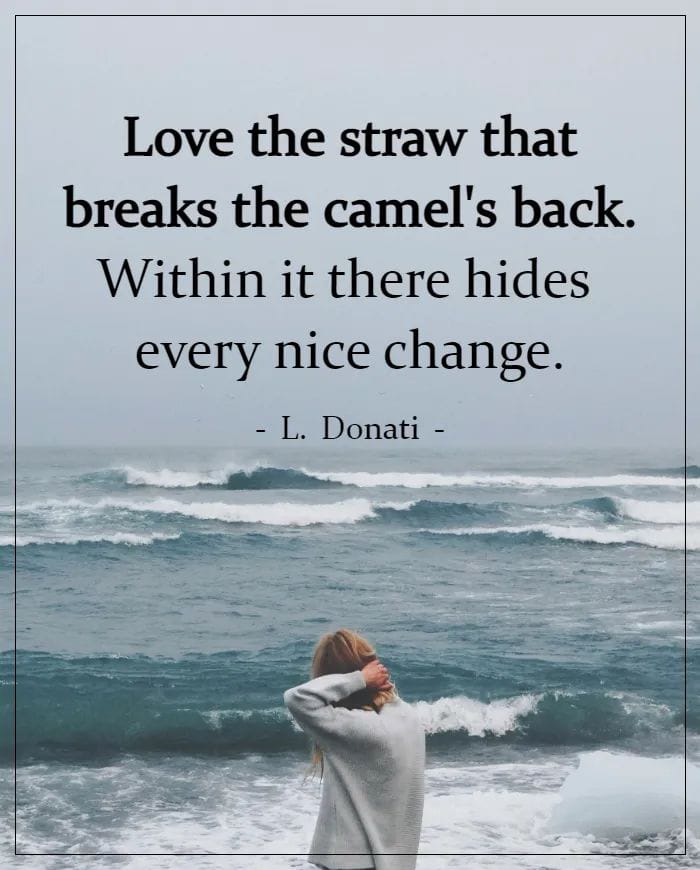 Love the straw that
breaks the camel's back.
Within it there hides
every nice change.
- L. Donati -